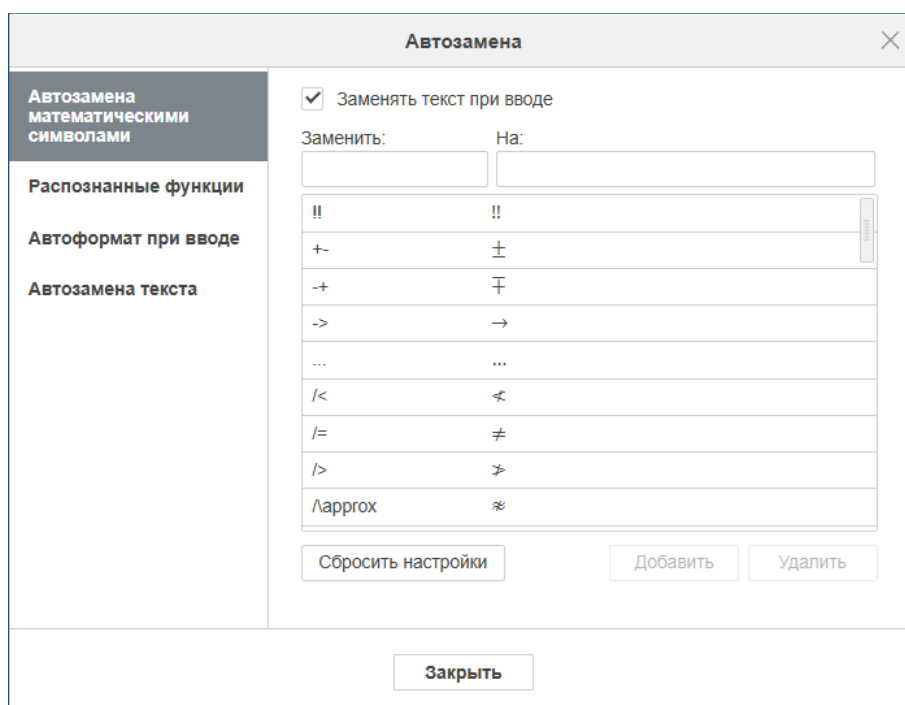 Автозамена
Автозамена
математическими
символами
Распознанные функции
Автоформат при вводе
Автозамена текста
Заменять текст при вводе
Заменить: На:
!! ‼
+- ±
-+ ∓
-> →
... …
/< ≮
/= ≠
/> ≯
/\approx ≉
Сбросить настройки Добавить Удалить
Закрыть